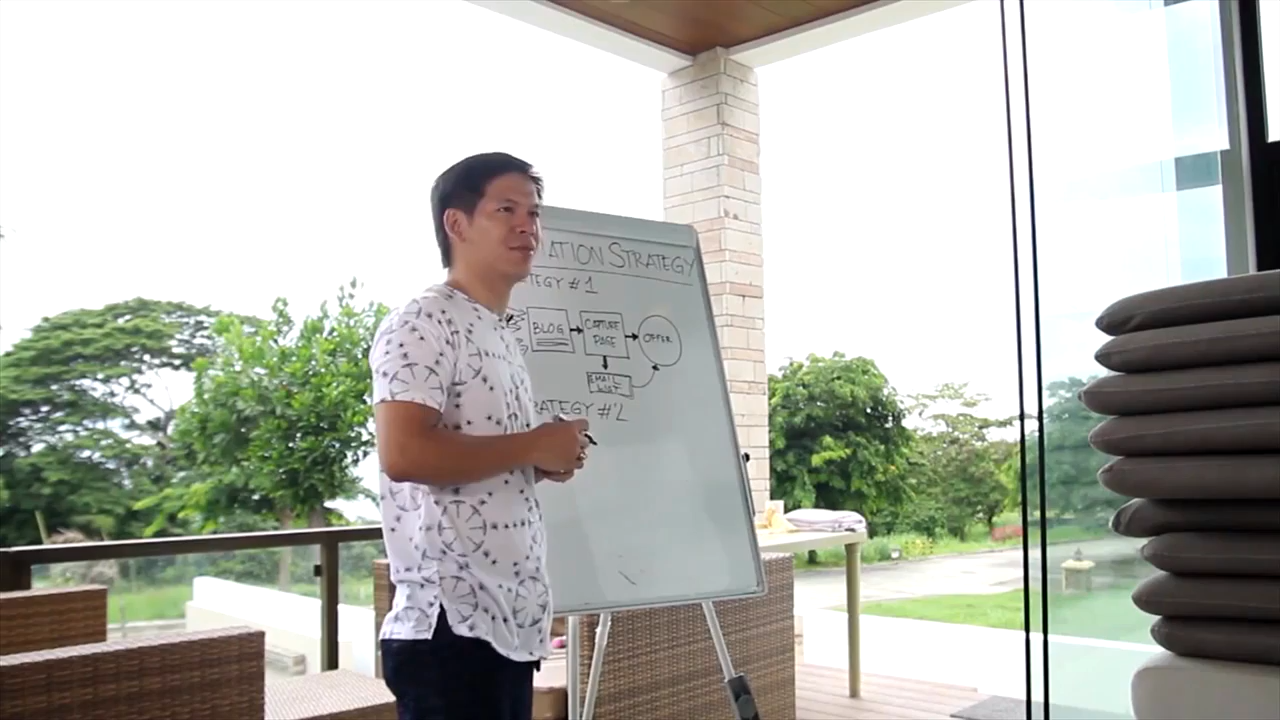 ATION STRATEGY
TEGY #1
BLOG
CAPTURE
PAGE
OFFER
EMAIL
LIST
RATEGY #2